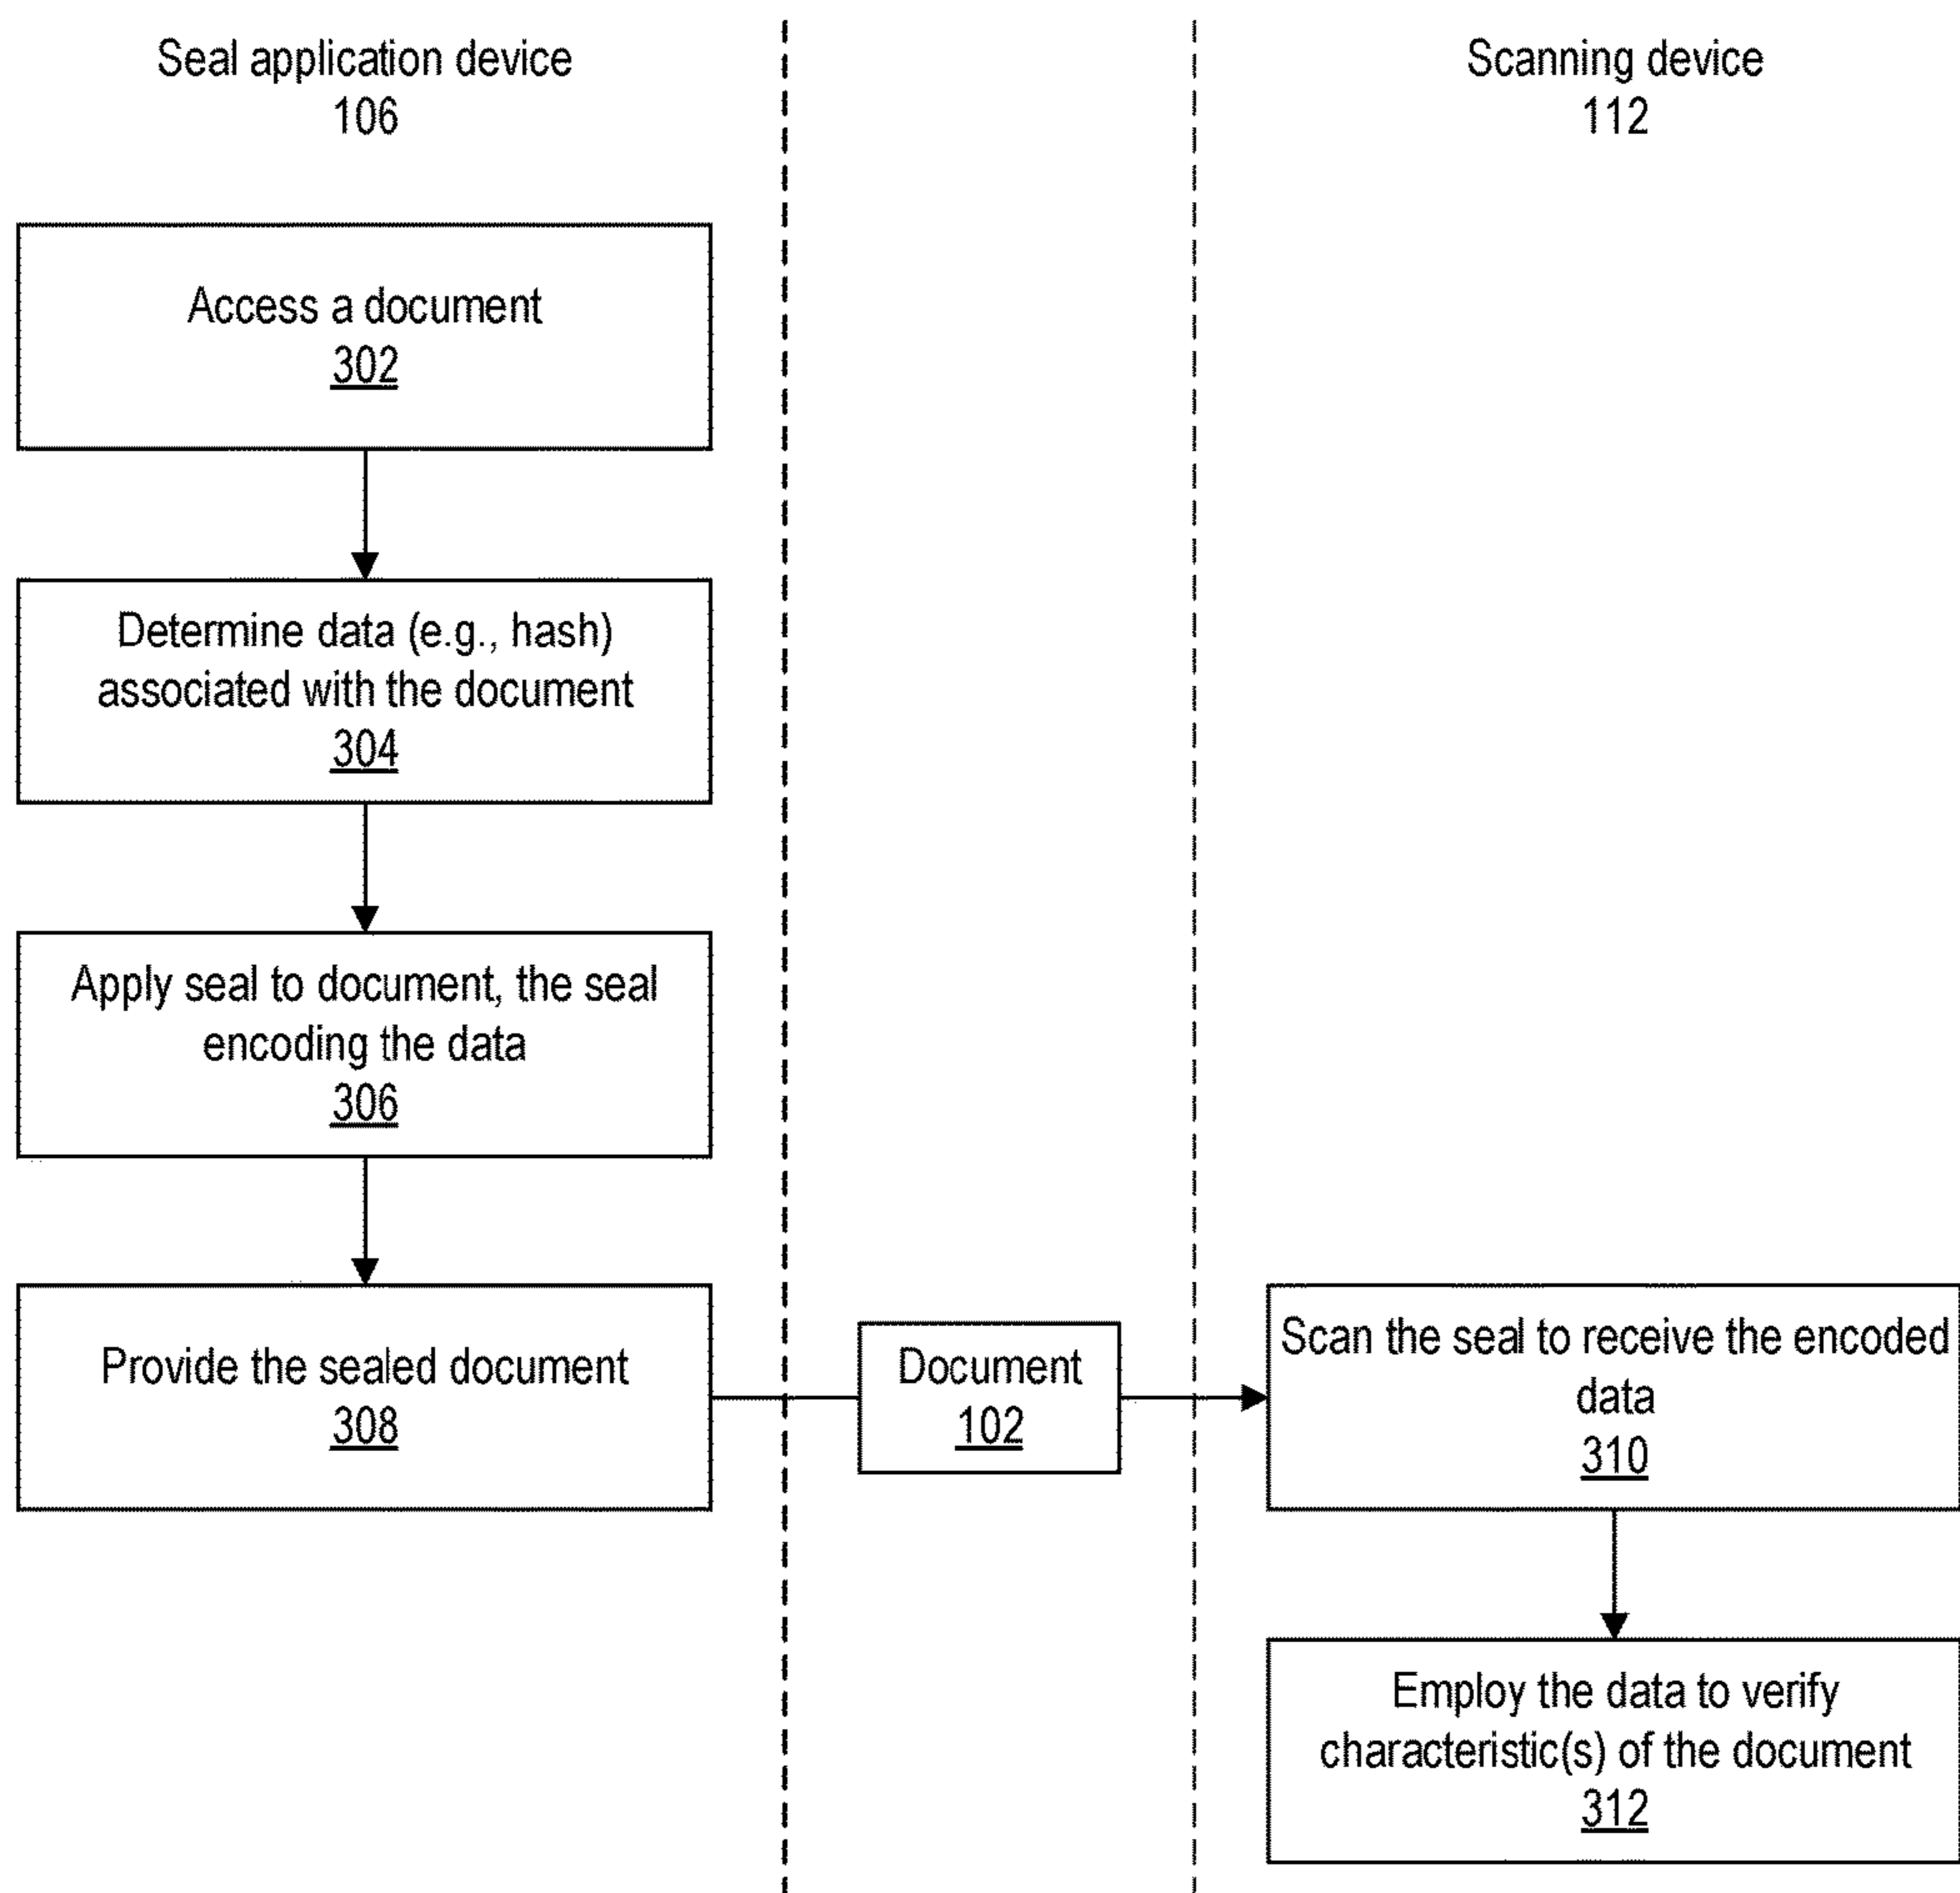 Seal application device
106
Scanning device
112
Access a document
302
Determine data (e.g., hash)
associated with the document
304
Apply seal to document, the seal
encoding the data
306
Provide the sealed document
308
Document
102
Scan the seal to receive the encoded
data
310
Employ the data to verify
characteristic(s) of the document
312